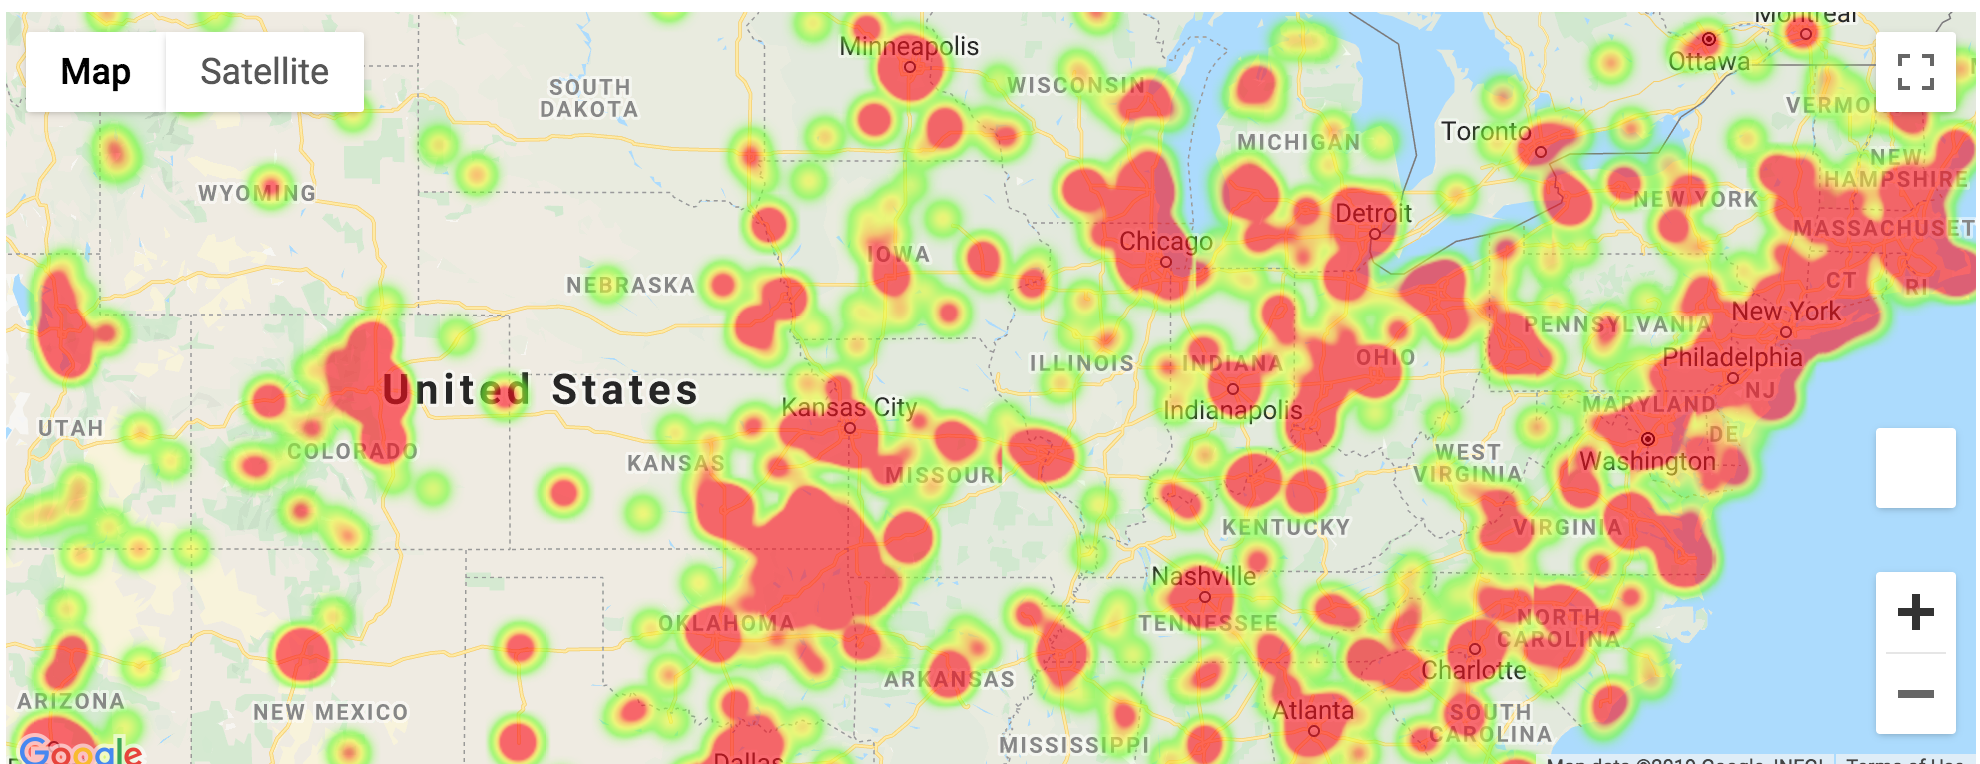 Montreal
Minneapolis
Ottawa
Map
Satellite
SOUTH
DAKOTA
WISCONSIN
VERMO
MICHIGAN
Toronto
NEW
HAMPSHIRE
WYOMING
NEW YORK
Detroit
MASSACHUSET
Chicago
IOWA
NEBRASKA
CT
RI
New York
PENNSYLVANIA
ILLINOIS
INDIANA
OHIO
Philadelphia
United States
NJ
Kansas City
Indianapolis
MARYLAND
UTAH
DE
COLORADO
KANSAS
MISSOURI
WEST
VIRGINIA
Washington
KENTUCKY
VIRGINIA
Nashville
OKLAHOMA
TENNESSEE
NORTH
CAROLINA
ARKANSAS
Charlotte
ARIZONA
NEW MEXICO
Atlanta
SOUTH
CAROLINA
MISSISSIPPI
Google
Dallas
Map data ©2019 Google, INEGI
Terms of Use